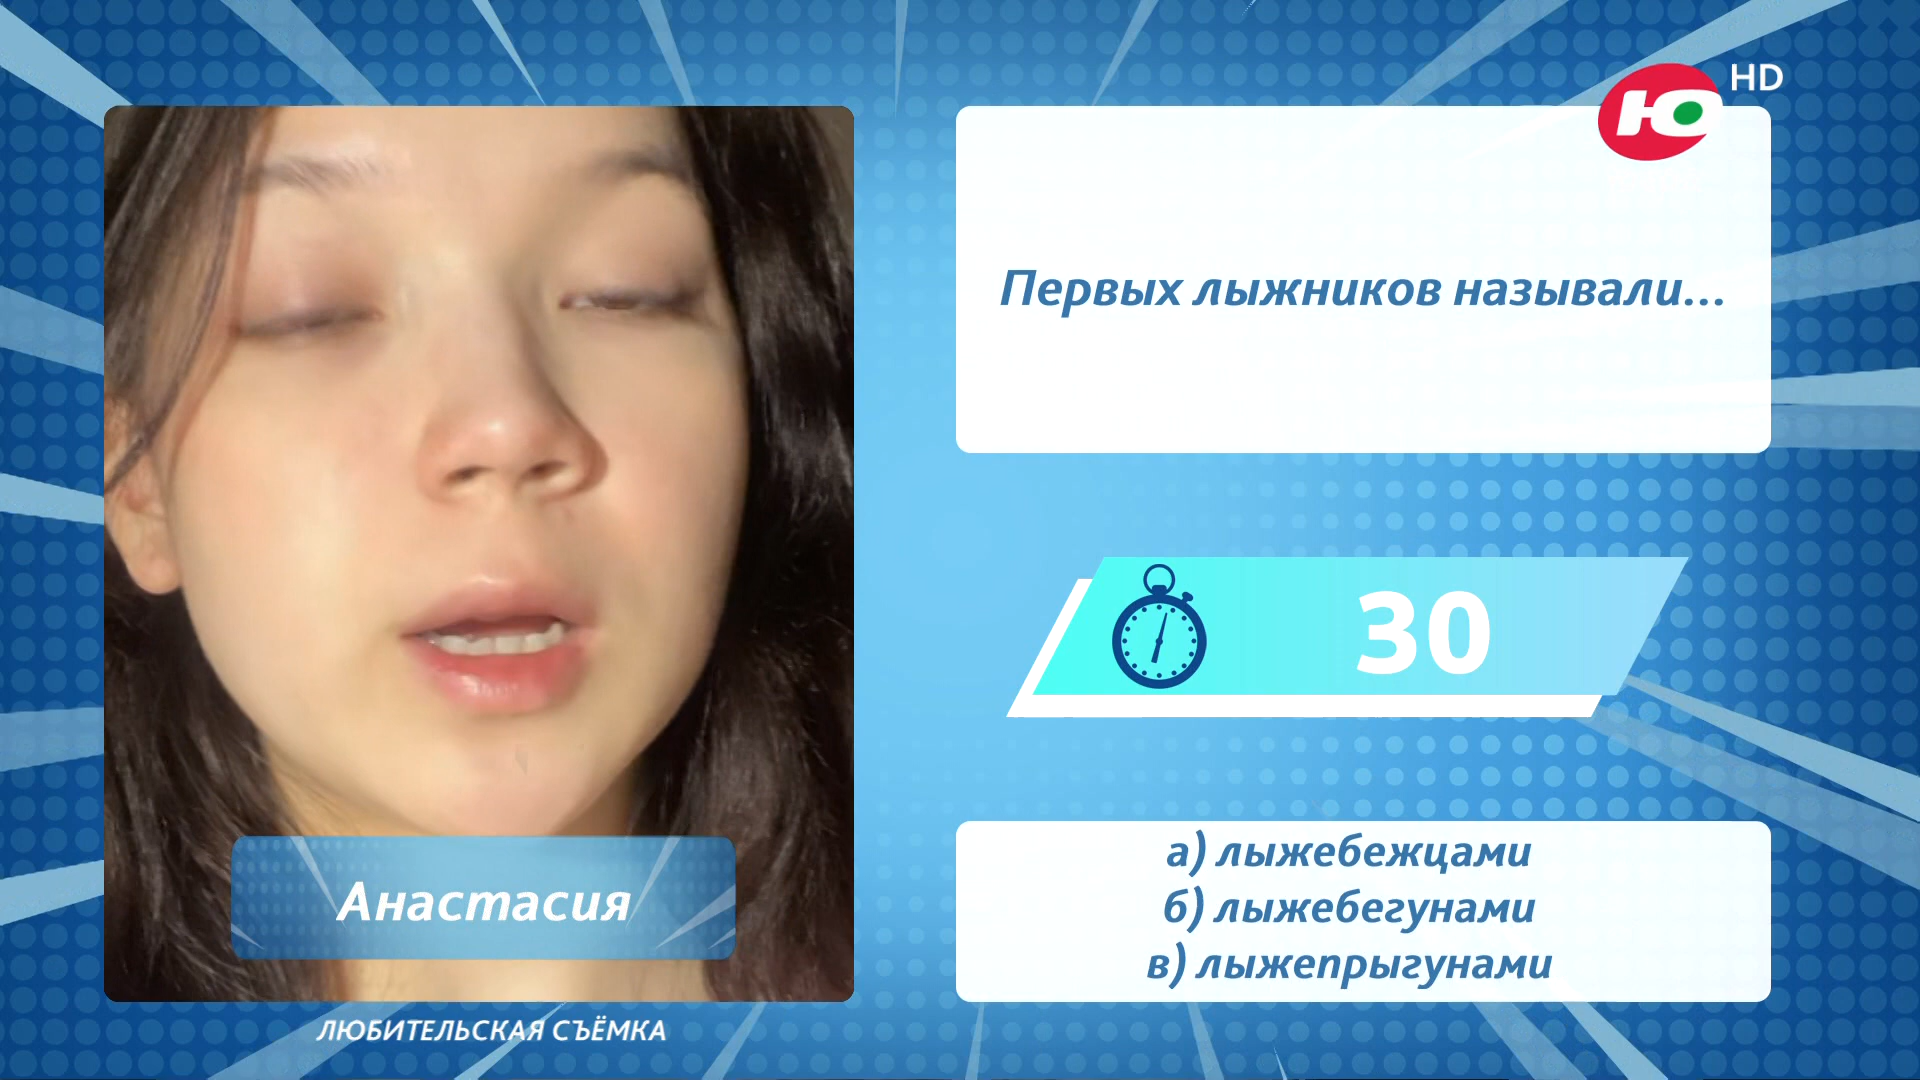 Ю HD
Первых лыжников называли...
30
а) лыжебежцами
б) лыжебегунами
в) лыжепрыгунами
Анастасия
ЛЮБИТЕЛЬСКАЯ СЪЁМКА